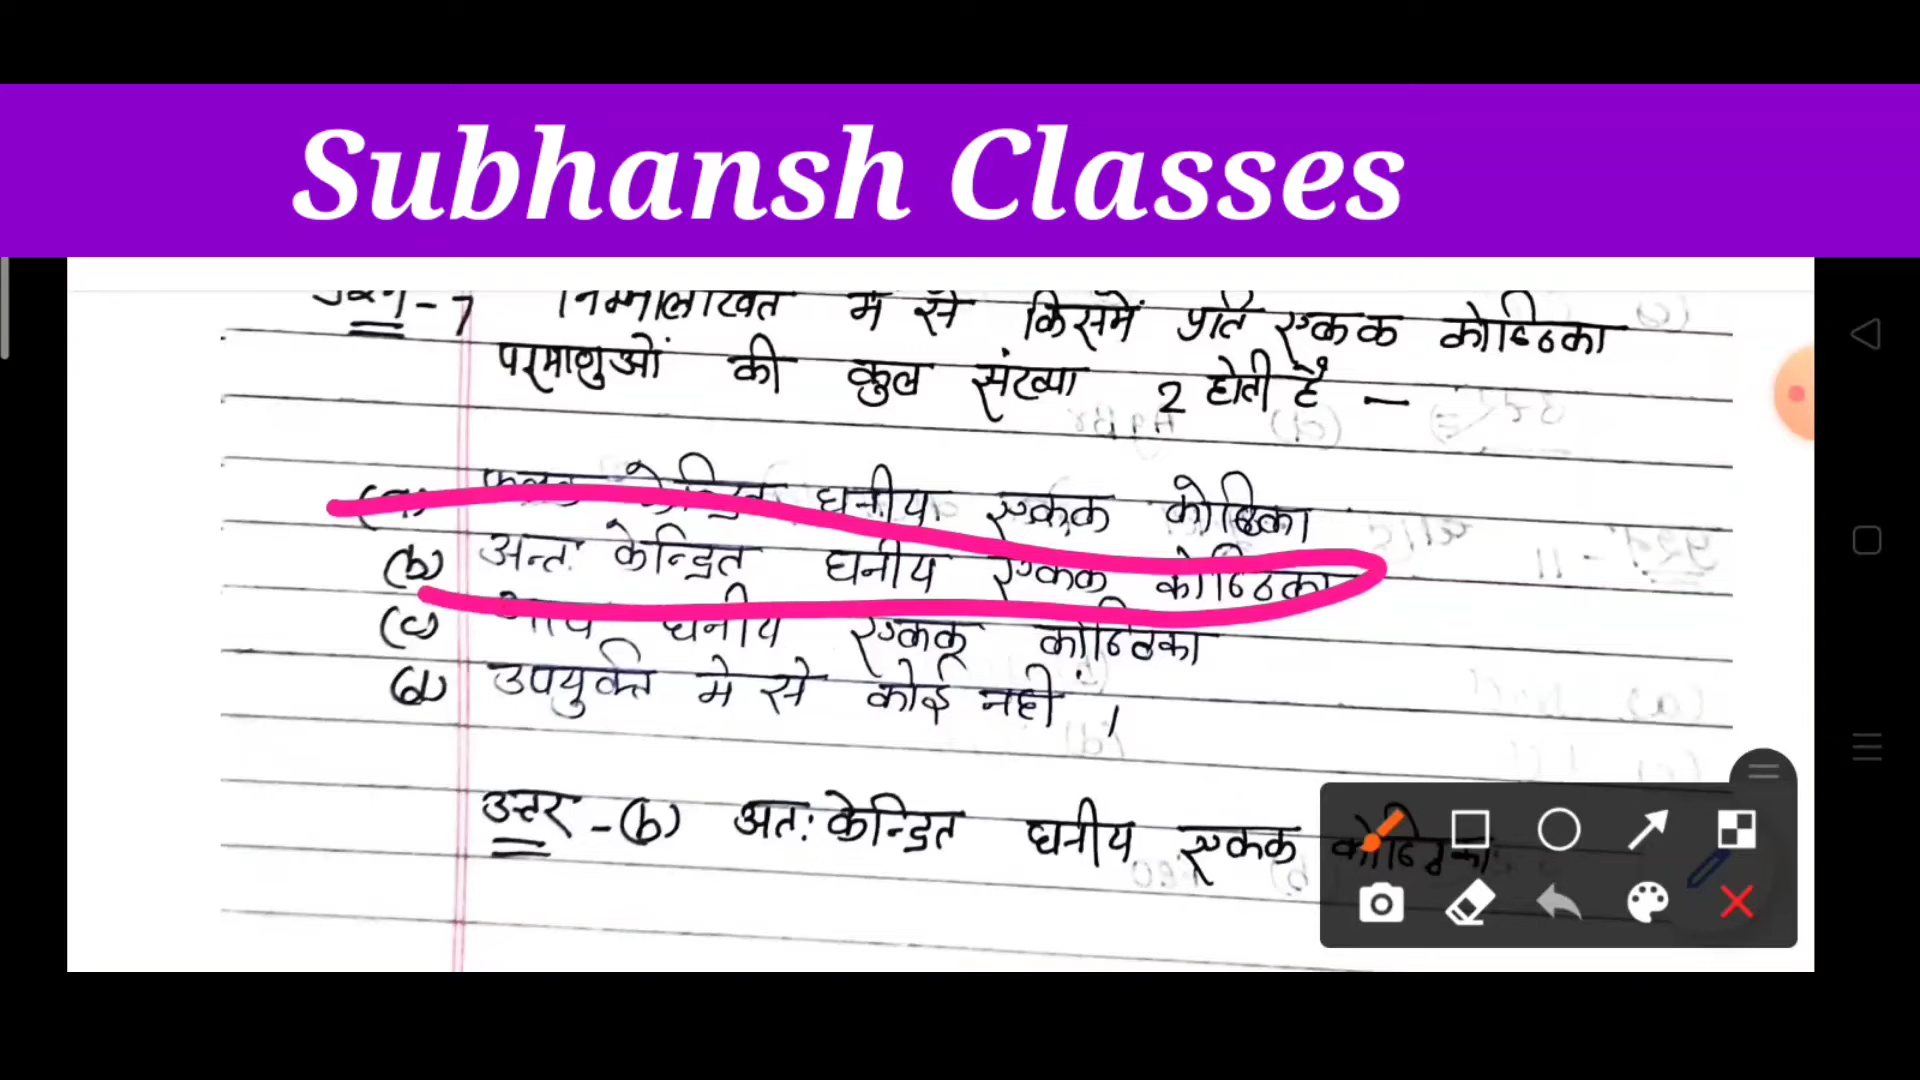 Subhansh Classes
प्रश्न-7 निम्नलिखित में से किसमें प्रति एकक कोष्ठिका
परमाणुओं की कुल संख्या 2 होती है —
(a) फलक केन्द्रित घनीय एकक कोष्ठिका
(b) अन्तः केन्द्रित घनीय एकक कोष्ठिका
(c) घनीय एकक कोष्ठिका
(d) उपर्युक्त मे से कोई नही ।
उत्तर - (b) अतः केन्द्रित घनीय एकक कोष्ठिका